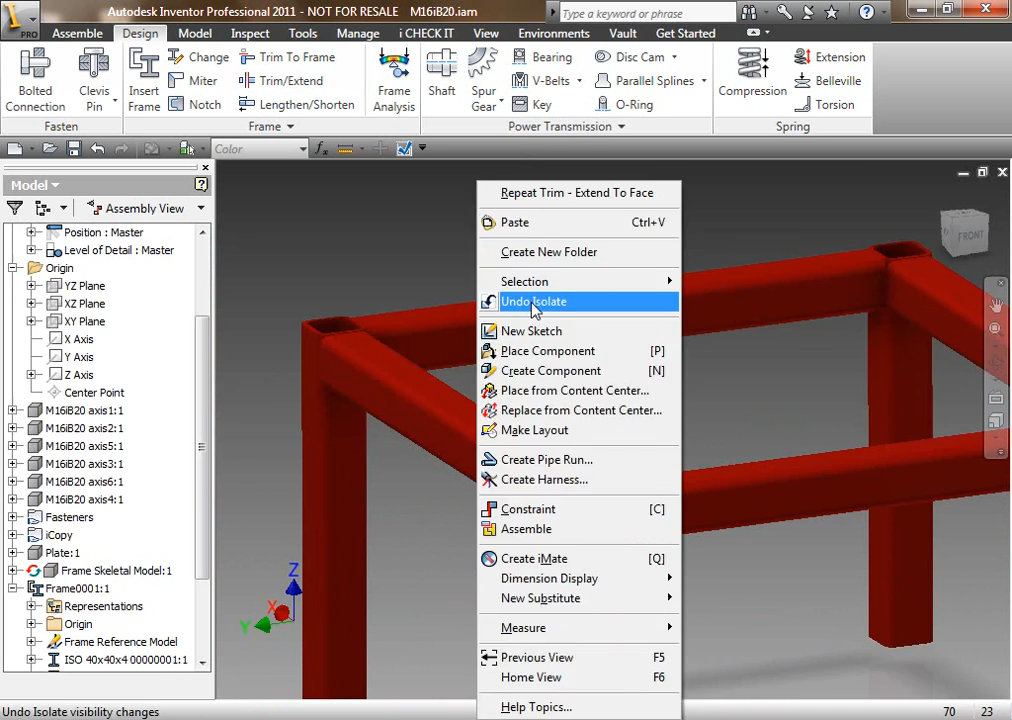 Autodesk Inventor Professional 2011 - NOT FOR RESALE M16iB20.iam
Type a keyword or phrase
PRO
Assemble Design Model Inspect Tools Manage i CHECK IT View Environments Vault Get Started
Bolted Connection
Clevis Pin
Fasten
Insert Frame
Change
Miter
Notch
Trim To Frame
Trim/Extend
Lengthen/Shorten
Frame Analysis
Frame
Shaft
Spur Gear
Bearing
V-Belts
Key
Disc Cam
Parallel Splines
O-Ring
Power Transmission
Compression
Extension
Belleville
Torsion
Spring
Color
Model
Assembly View
Position : Master
Level of Detail : Master
Origin
YZ Plane
XZ Plane
XY Plane
X Axis
Y Axis
Z Axis
Center Point
M16iB20 axis1:1
M16iB20 axis2:1
M16iB20 axis5:1
M16iB20 axis3:1
M16iB20 axis6:1
M16iB20 axis4:1
Fasteners
iCopy
Plate:1
Frame Skeletal Model:1
Frame0001:1
Representations
Origin
Frame Reference Model
ISO 40x40x4 00000001:1
Repeat Trim - Extend To Face
Paste Ctrl+V
Create New Folder
Selection
Undo Isolate
New Sketch
Place Component [P]
Create Component [N]
Place from Content Center...
Replace from Content Center...
Make Layout
Create Pipe Run...
Create Harness...
Constraint [C]
Assemble
Create iMate [Q]
Dimension Display
New Substitute
Measure
Previous View F5
Home View F6
Help Topics...
FRONT
Z
X
Y
Undo Isolate visibility changes
70 23